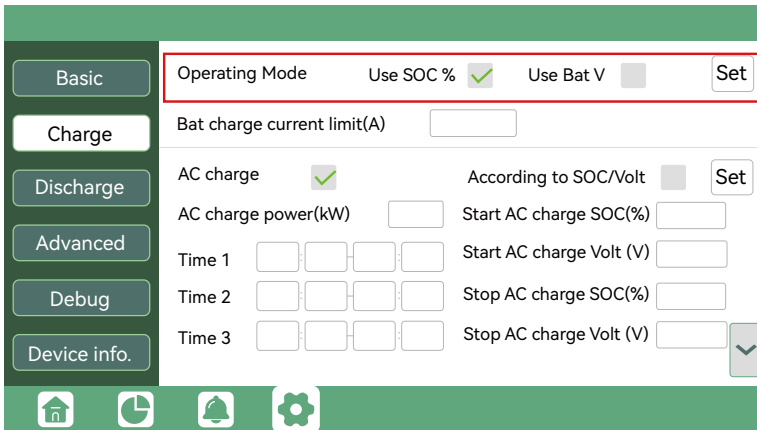 Basic
Charge
Discharge
Advanced
Debug
Device info.
Operating Mode Use SOC % Use Bat V Set
Bat charge current limit(A)
AC charge According to SOC/Volt Set
AC charge power(kW) Start AC charge SOC(%)
Time 1 : - : Start AC charge Volt (V)
Time 2 : - : Stop AC charge SOC(%)
Time 3 : - : Stop AC charge Volt (V)